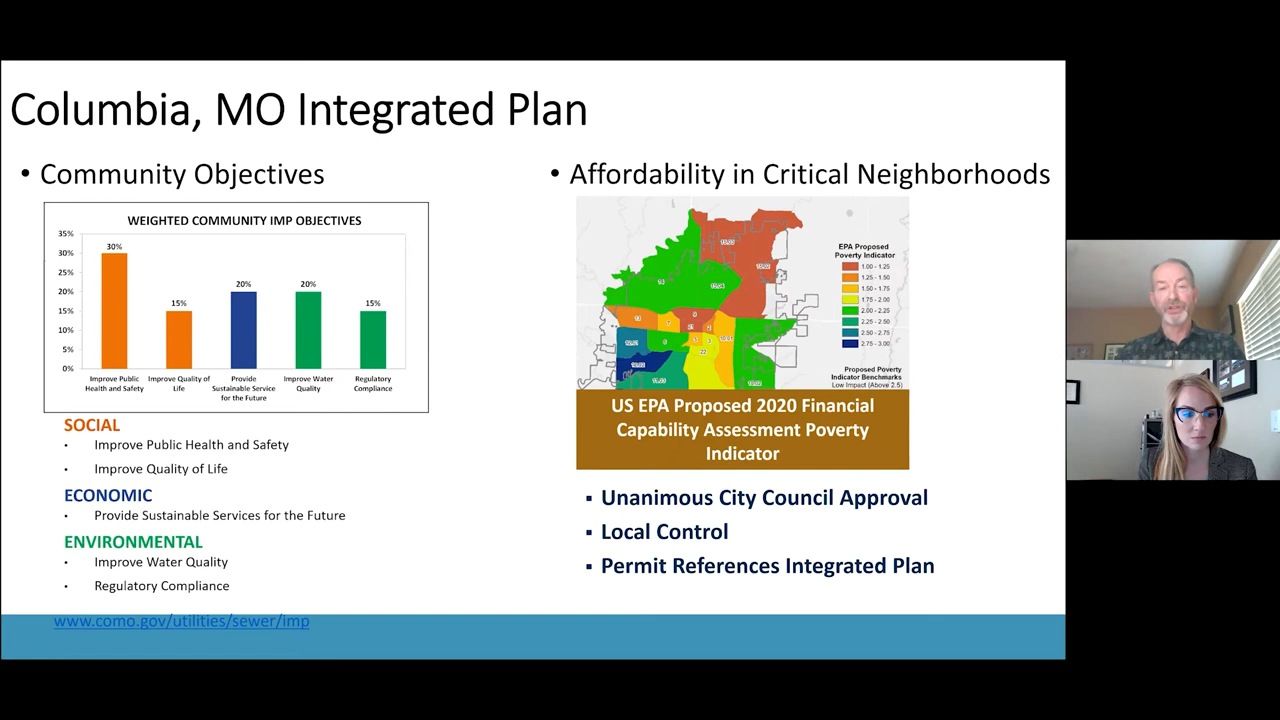 Columbia, MO Integrated Plan
• Community Objectives
WEIGHTED COMMUNITY IMP OBJECTIVES
35%
30%
25%
20%
15%
10%
5%
0%
30%
15%
20%
20%
15%
Improve Public
Health and Safety
Improve Quality of
Life
Provide
Sustainable Service
for the Future
Improve Water
Quality
Regulatory
Compliance
SOCIAL
• Improve Public Health and Safety
• Improve Quality of Life
ECONOMIC
• Provide Sustainable Services for the Future
ENVIRONMENTAL
• Improve Water Quality
• Regulatory Compliance
www.como.gov/utilities/sewer/imp
• Affordability in Critical Neighborhoods
EPA Proposed
Poverty Indicator
1.00 - 1.25
1.25 - 1.50
1.50 - 1.75
1.75 - 2.00
2.00 - 2.25
2.25 - 2.50
2.50 - 2.75
2.75 - 3.00
Proposed Poverty
Indicator Benchmarks
Low Impact (Above 2.5)
US EPA Proposed 2020 Financial
Capability Assessment Poverty
Indicator
▪ Unanimous City Council Approval
▪ Local Control
▪ Permit References Integrated Plan